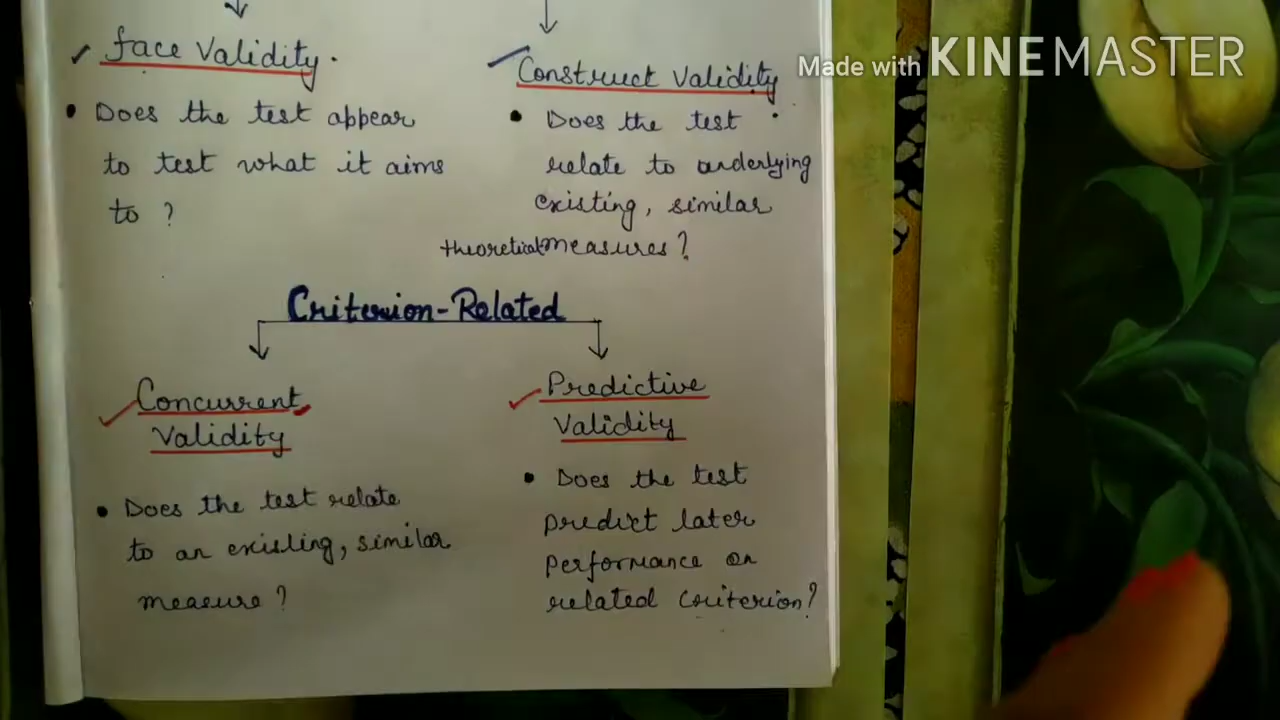 face Validity.
• Does the test appear
to test what it aims
to ?
Construct Validity
• Does the test
relate to underlying
existing, similar
theoretical measures ?
Criterion-Related
Concurrent
Validity
• Does the test relate
to an existing, similar
measure ?
Predictive
Validity
• Does the test
predict later
performance on
related criterion?
Made with KINEMASTER